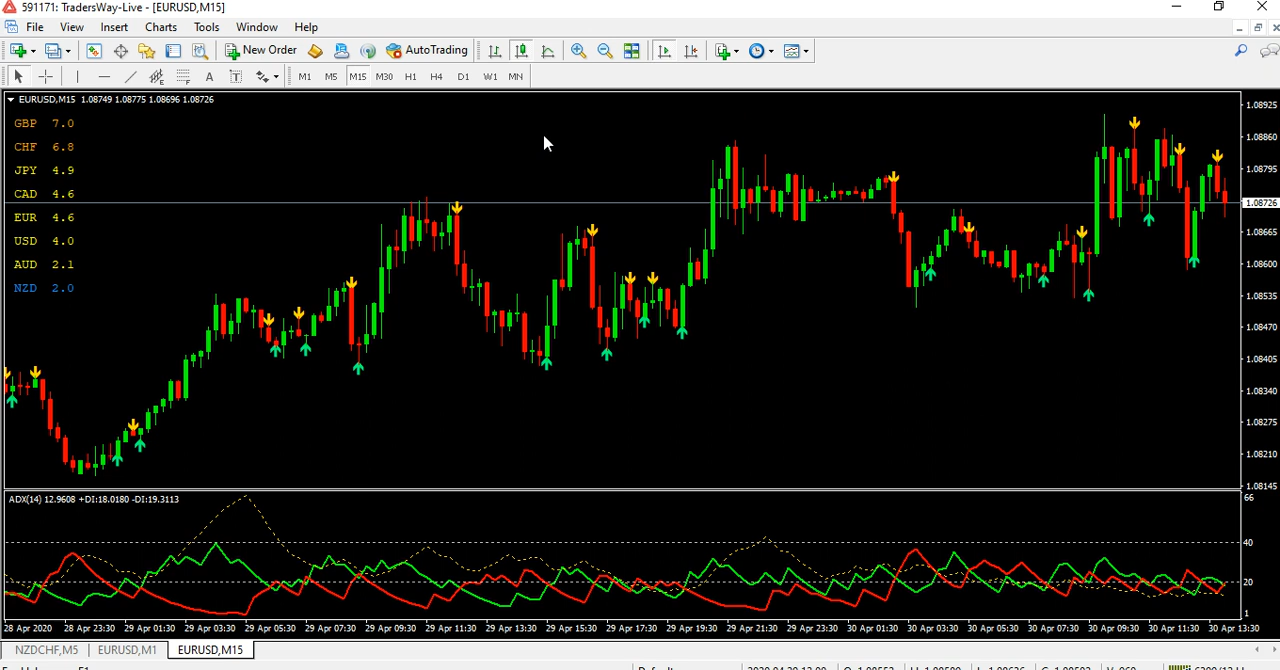 591171: TradersWay-Live - [EURUSD,M15]
File View Insert Charts Tools Window Help
New Order AutoTrading
A T M1 M5 M15 M30 H1 H4 D1 W1 MN
EURUSD,M15 1.08749 1.08775 1.08696 1.08726
GBP 7.0
CHF 6.8
JPY 4.9
CAD 4.6
EUR 4.6
USD 4.0
AUD 2.1
NZD 2.0
1.08925
1.08860
1.08795
1.08726
1.08665
1.08600
1.08535
1.08470
1.08405
1.08340
1.08275
1.08210
1.08145
ADX(14) 12.9608 +DI:18.0180 -DI:19.3113
66
40
20
1
28 Apr 2020 28 Apr 23:30 29 Apr 01:30 29 Apr 03:30 29 Apr 05:30 29 Apr 07:30 29 Apr 09:30 29 Apr 11:30 29 Apr 13:30 29 Apr 15:30 29 Apr 17:30 29 Apr 19:30 29 Apr 21:30 29 Apr 23:30 30 Apr 01:30 30 Apr 03:30 30 Apr 05:30 30 Apr 07:30 30 Apr 09:30 30 Apr 11:30 30 Apr 13:30
NZDCHF,M5 EURUSD,M1 EURUSD,M15